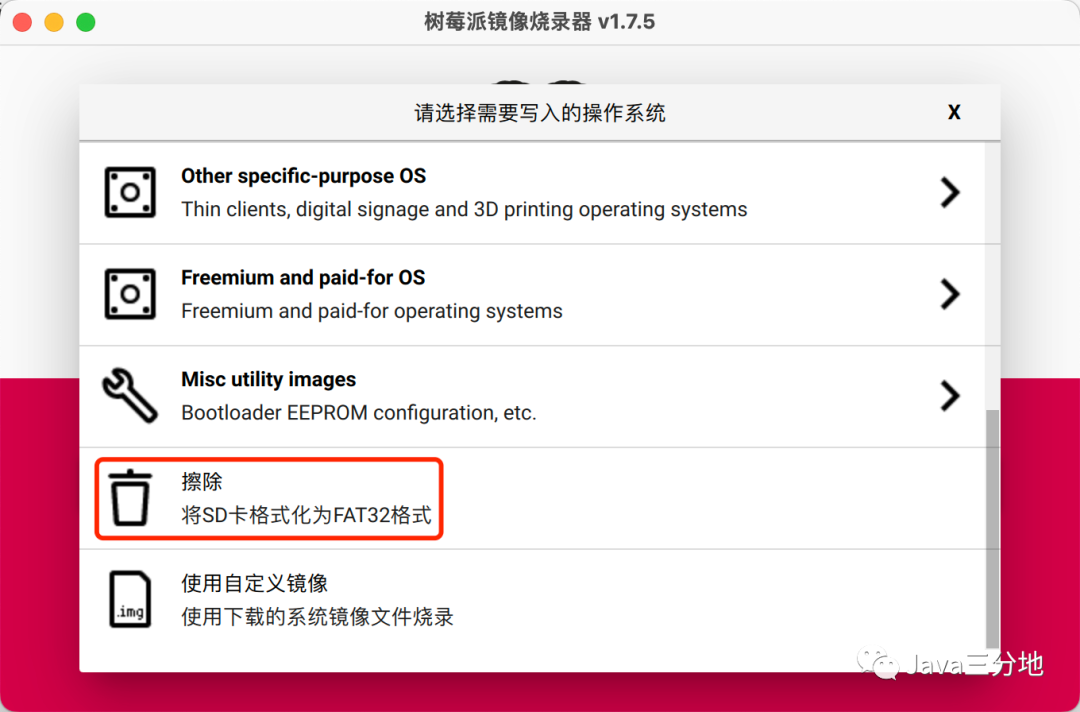 树莓派镜像烧录器 v1.7.5
请选择需要写入的操作系统
X
Other specific-purpose OS
Thin clients, digital signage and 3D printing operating systems
Freemium and paid-for OS
Freemium and paid-for operating systems
Misc utility images
Bootloader EEPROM configuration, etc.
擦除
将SD卡格式化为FAT32格式
使用自定义镜像
.img
使用下载的系统镜像文件烧录
Java三分地